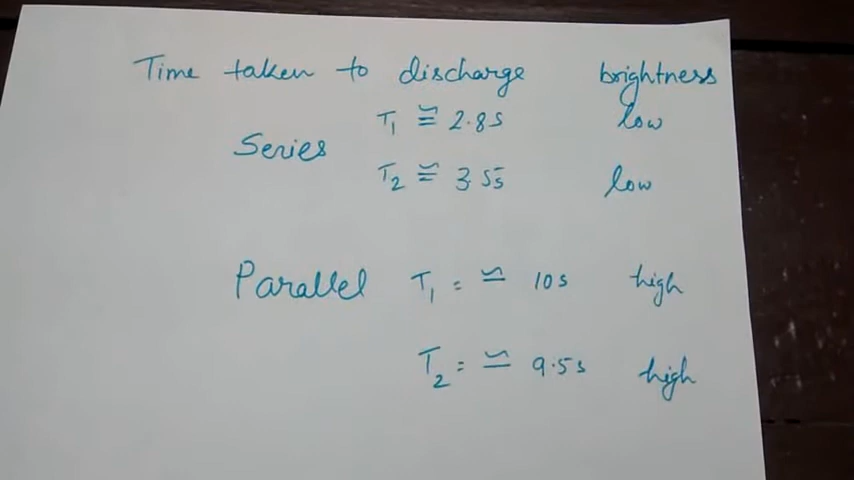 Time taken to discharge brightness
T1 ≅ 2.8s low
Series
T2 ≅ 3.5s low
Parallel T1 = ≃ 10s high
T2 = ≃ 9.5s high